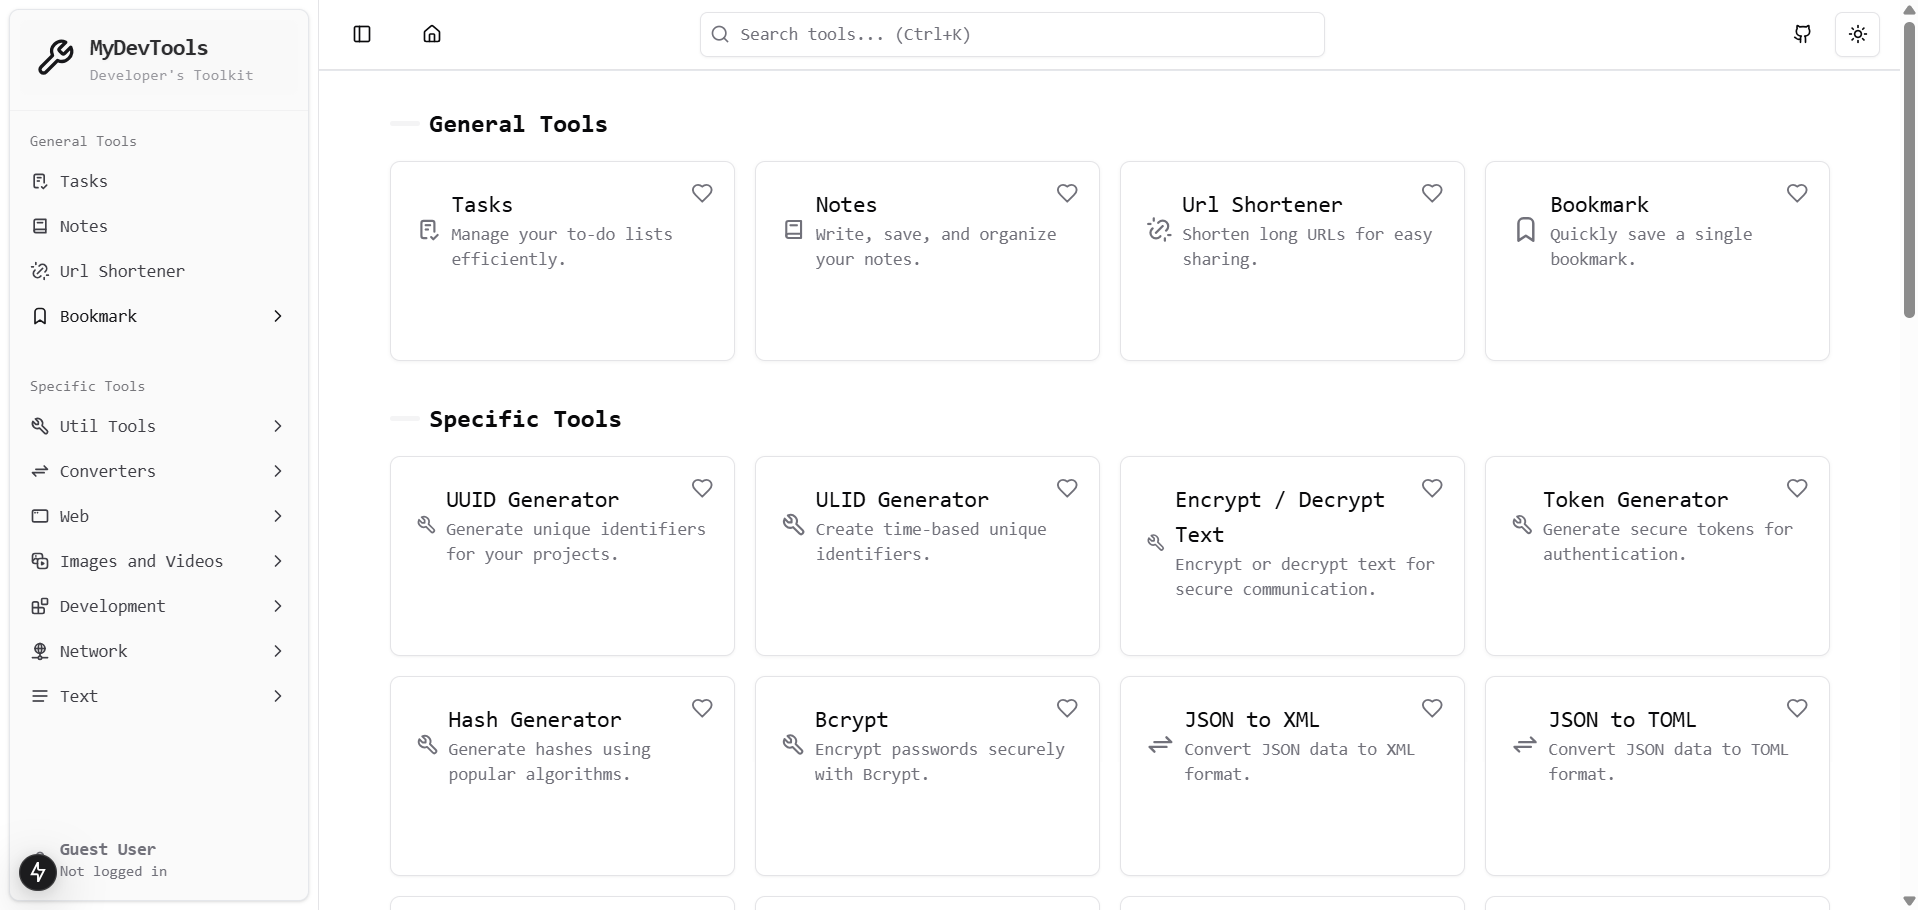 MyDevTools
Developer's Toolkit
General Tools
Tasks
Notes
Url Shortener
Bookmark
Specific Tools
Util Tools
Converters
Web
Images and Videos
Development
Network
Text
Guest User
Not logged in
Search tools... (Ctrl+K)
General Tools
Tasks
Manage your to-do lists
efficiently.
Notes
Write, save, and organize
your notes.
Url Shortener
Shorten long URLs for easy
sharing.
Bookmark
Quickly save a single
bookmark.
Specific Tools
UUID Generator
Generate unique identifiers
for your projects.
ULID Generator
Create time-based unique
identifiers.
Encrypt / Decrypt
Text
Encrypt or decrypt text for
secure communication.
Token Generator
Generate secure tokens for
authentication.
Hash Generator
Generate hashes using
popular algorithms.
Bcrypt
Encrypt passwords securely
with Bcrypt.
JSON to XML
Convert JSON data to XML
format.
JSON to TOML
Convert JSON data to TOML
format.